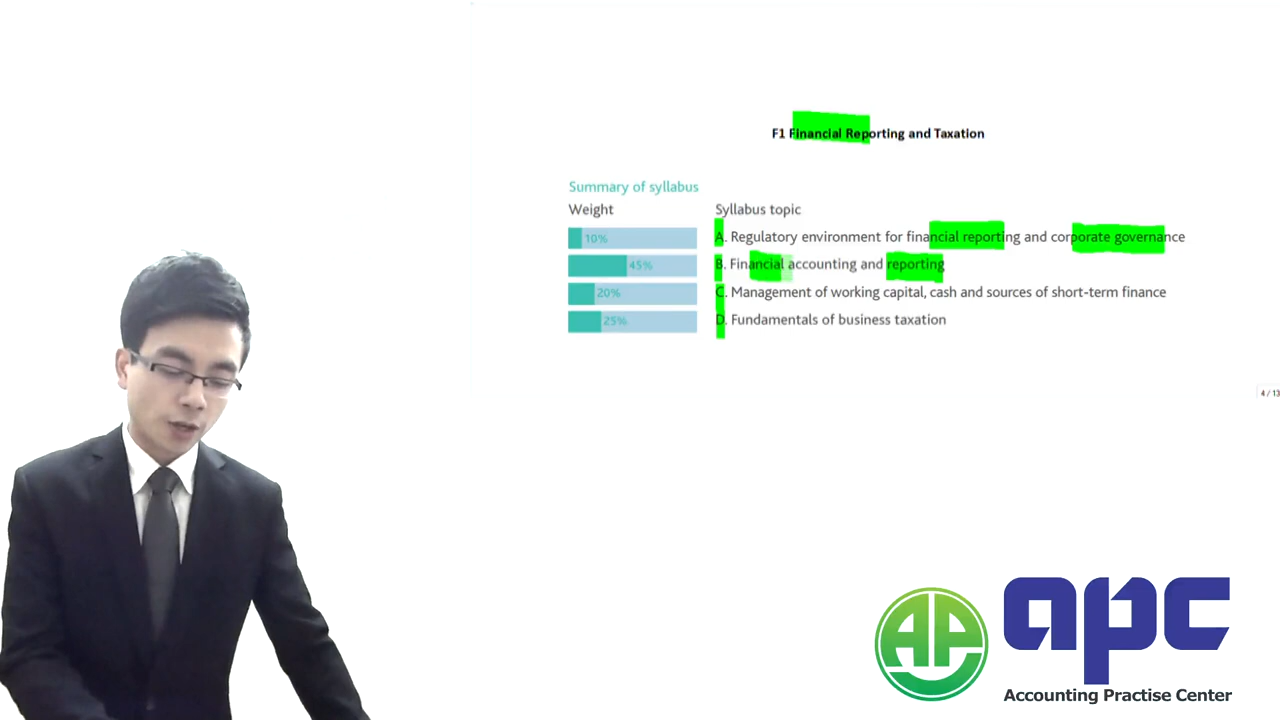 F1 Financial Reporting and Taxation
Summary of syllabus
Weight Syllabus topic
10% A. Regulatory environment for financial reporting and corporate governance
45% B. Financial accounting and reporting
20% C. Management of working capital, cash and sources of short-term finance
25% D. Fundamentals of business taxation
4 / 13
AP apc
Accounting Practise Center